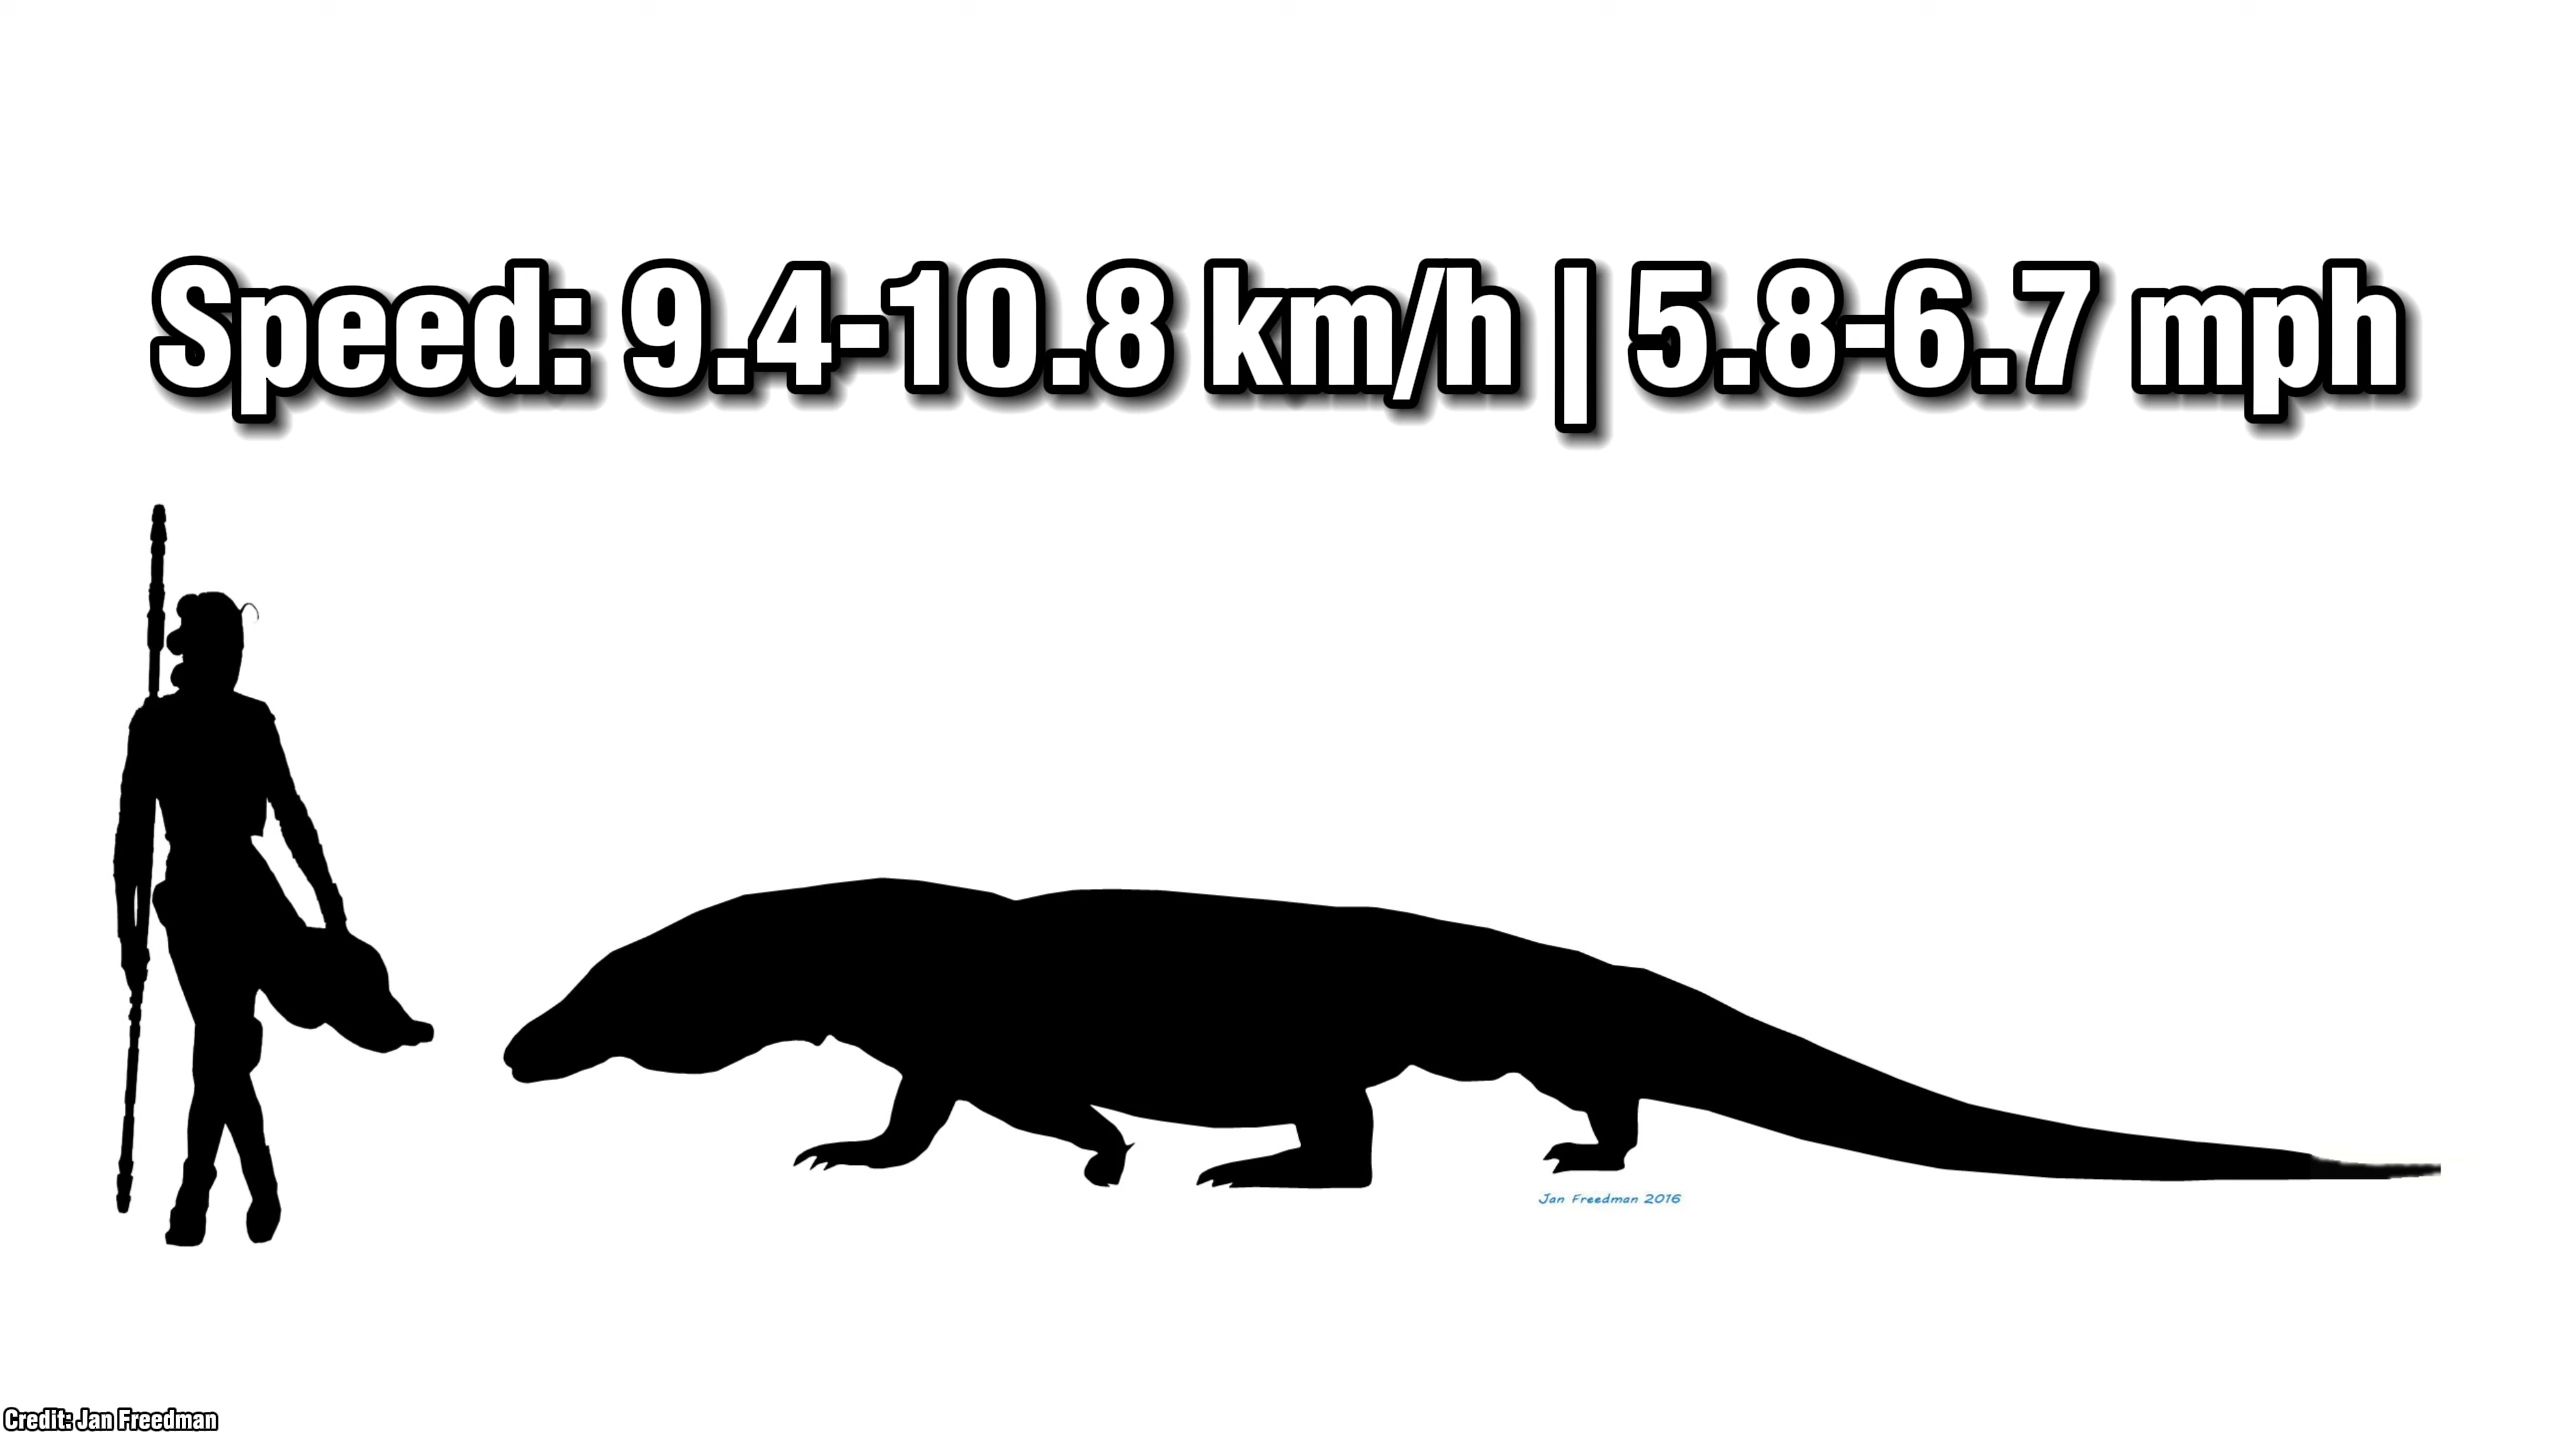 Speed: 9.4-10.8 km/h | 5.8-6.7 mph
Jan Freedman 2016
Credit: Jan Freedman